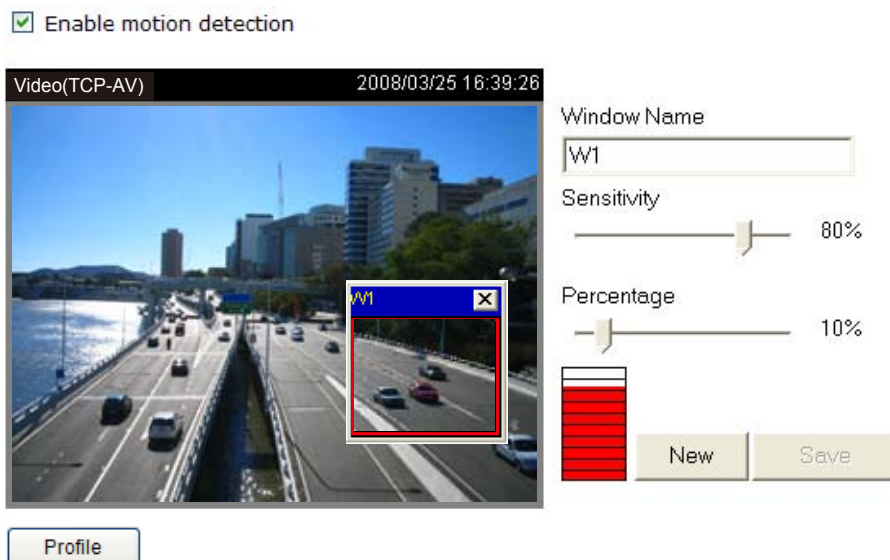 Enable motion detection
Video(TCP-AV) 2008/03/25 16:39:26
Window Name
W1
Sensitivity
80%
W1
Percentage
10%
New
Save
Profile